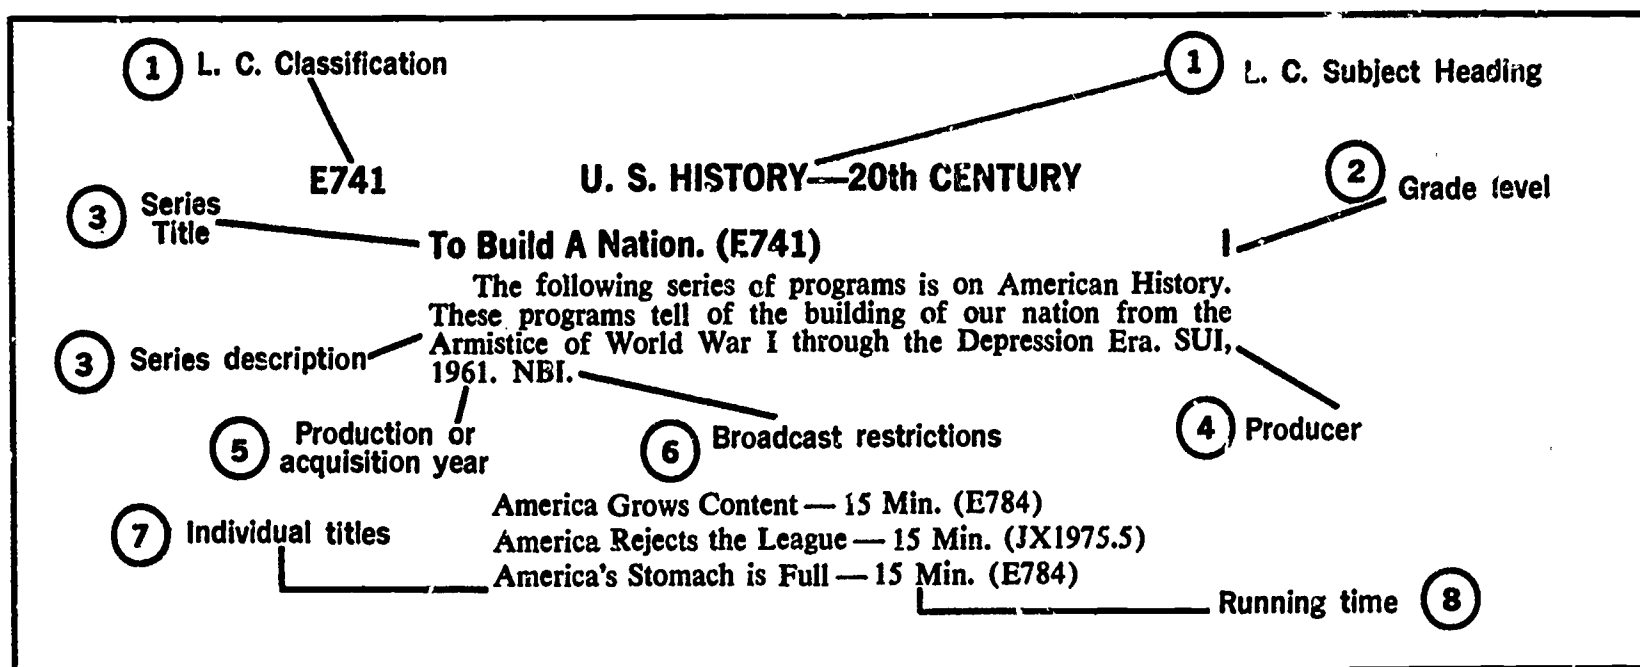 1 L. C. Classification
1 L. C. Subject Heading
E741 U. S. HISTORY—20th CENTURY
2 Grade level
3 Series
Title
To Build A Nation. (E741) I
The following series of programs is on American History.
These programs tell of the building of our nation from the
Armistice of World War I through the Depression Era. SUI,
1961. NBI.
3 Series description
5 Production or
acquisition year
6 Broadcast restrictions
4 Producer
America Grows Content — 15 Min. (E784)
7 Individual titles
America Rejects the League — 15 Min. (JX1975.5)
America's Stomach is Full — 15 Min. (E784)
Running time 8